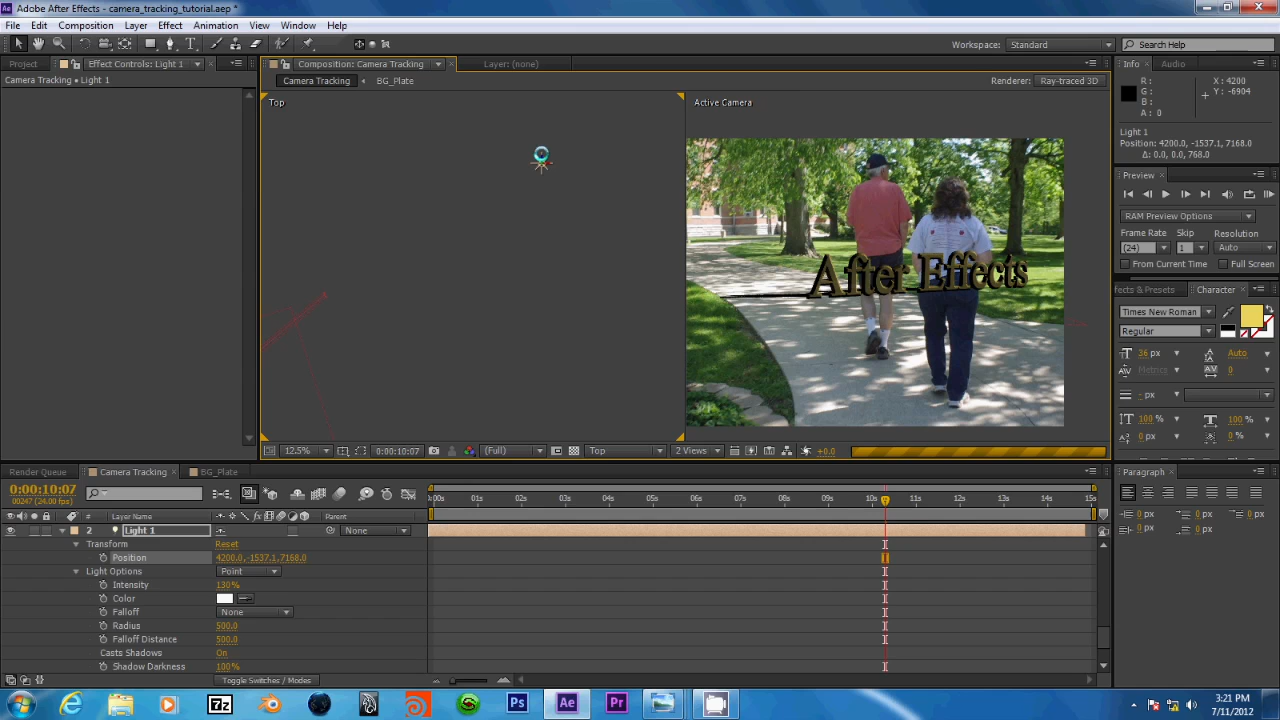 Adobe After Effects - camera_tracking_tutorial.aep *
File Edit Composition Layer Effect Animation View Window Help
Workspace: Standard Search Help
Project Effect Controls: Light 1 Composition: Camera Tracking Layer: (none) Info Audio
Camera Tracking • Light 1 Camera Tracking BG_Plate Renderer: Ray-traced 3D
R: X: 4200
G: Y: -6904
B:
A: 0
Top Active Camera
Light 1
Position: 4200.0, -1537.1, 7168.0
Δ: 0.0, 0.0, 768.0
Preview
RAM Preview Options
Frame Rate Skip Resolution
(24) 1 Auto
From Current Time Full Screen
After Effects
fects & Presets Character
Times New Roman
Regular
36 px Auto
Metrics 0
- px
100 % 100 %
0 px 0 %
12.5% 0:00:10:07 (Full) Top 2 Views +0.0
Render Queue Camera Tracking BG_Plate Paragraph
0:00:10:07
00247 (24.00 fps)
0:00s 01s 02s 03s 04s 05s 06s 07s 08s 09s 10s 11s 12s 13s 14s 15s
# Layer Name Parent
2 Light 1 None
Transform Reset
Position 4200.0,-1537.1,7168.0
Light Options Point
Intensity 130%
Color
Falloff None
Radius 500.0
Falloff Distance 500.0
Casts Shadows On
Shadow Darkness 100%
Toggle Switches / Modes
0 px 0 px 0 px
0 px 0 px
7z Ps Ae Pr
3:21 PM
7/11/2012